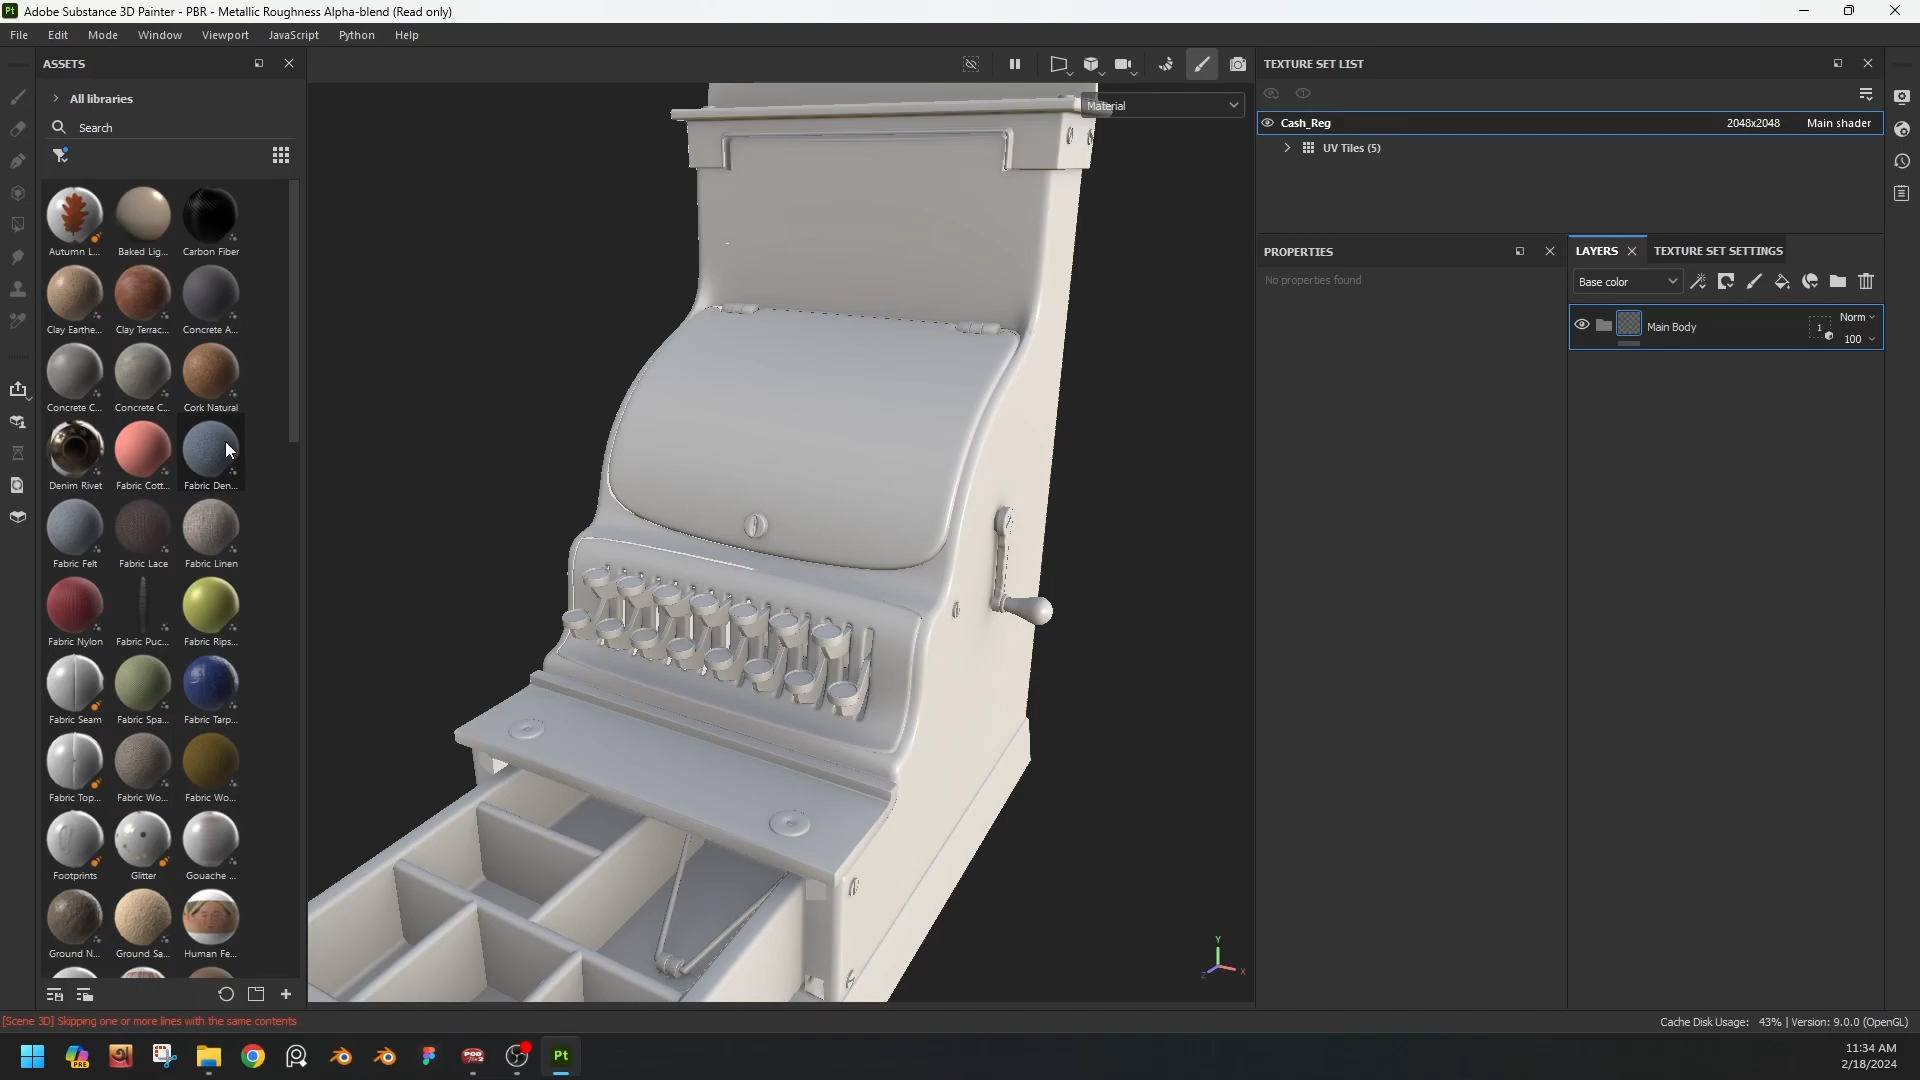 Pt Adobe Substance 3D Painter - PBR - Metallic Roughness Alpha-blend (Read only)
File Edit Mode Window Viewport JavaScript Python Help
ASSETS
All libraries
Search
Autumn L... Baked Lig... Carbon Fiber
Clay Earthe... Clay Terrac... Concrete A...
Concrete C... Concrete C... Cork Natural
Denim Rivet Fabric Cott... Fabric Den...
Fabric Felt Fabric Lace Fabric Linen
Fabric Nylon Fabric Puc... Fabric Rips...
Fabric Seam Fabric Spa... Fabric Tarp...
Fabric Top... Fabric Wo... Fabric Wo...
Footprints Glitter Gouache ...
Ground N... Ground Sa... Human Fe...
Material
Y
Z X
TEXTURE SET LIST
Cash_Reg 2048x2048 Main shader
UV Tiles (5)
PROPERTIES
No properties found
LAYERS TEXTURE SET SETTINGS
Base color
Main Body 1 Norm
100
[Scene 3D] Skipping one or more lines with the same contents
Cache Disk Usage: 43% | Version: 9.0.0 (OpenGL)
PRE
POD
2
Pt
11:34 AM
2/18/2024